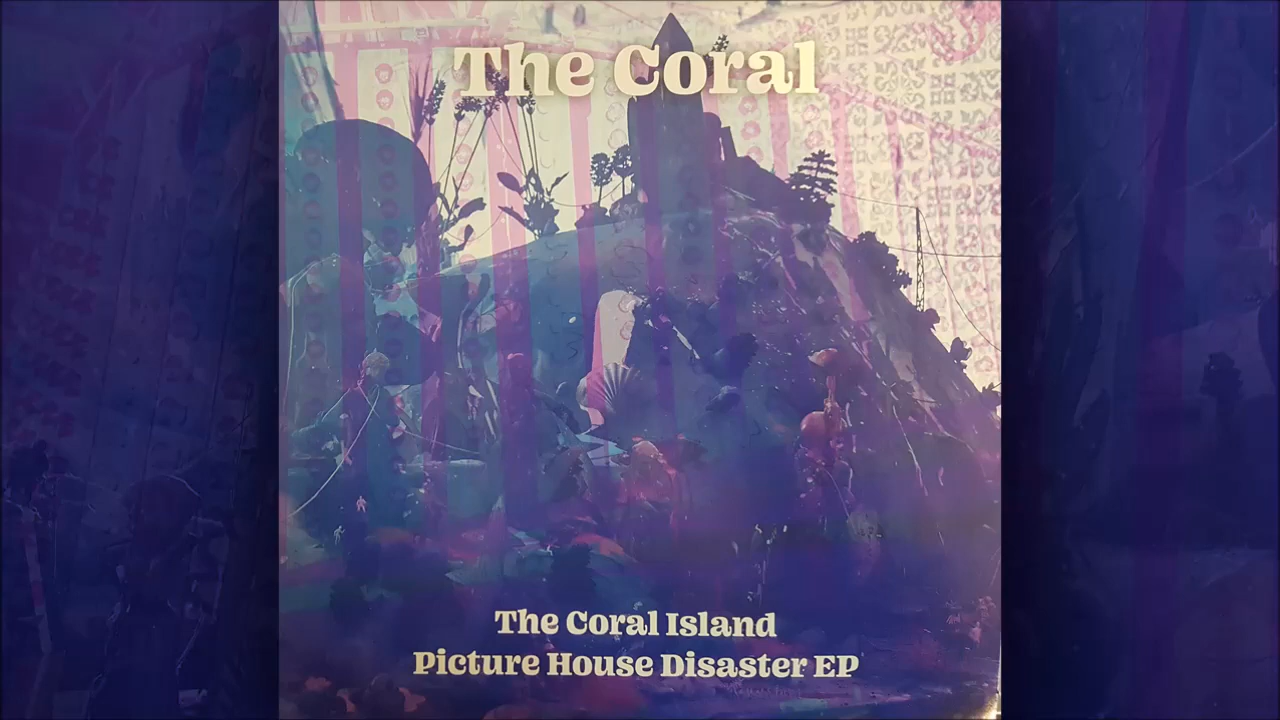 The Coral
The Coral Island
Picture House Disaster EP